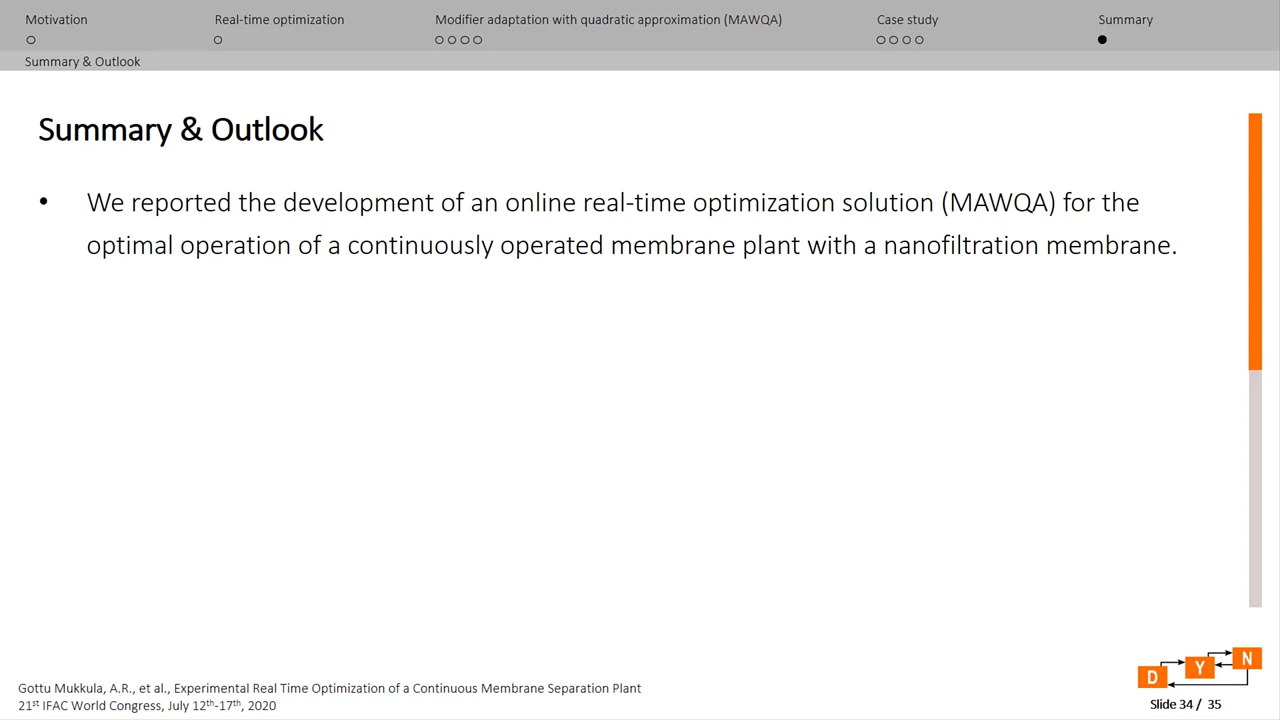 Motivation Real-time optimization Modifier adaptation with quadratic approximation (MAWQA) Case study Summary
Summary & Outlook
Summary & Outlook
• We reported the development of an online real-time optimization solution (MAWQA) for the
optimal operation of a continuously operated membrane plant with a nanofiltration membrane.
D Y N
Gottu Mukkula, A.R., et al., Experimental Real Time Optimization of a Continuous Membrane Separation Plant
21st IFAC World Congress, July 12th-17th, 2020
Slide 34 / 35